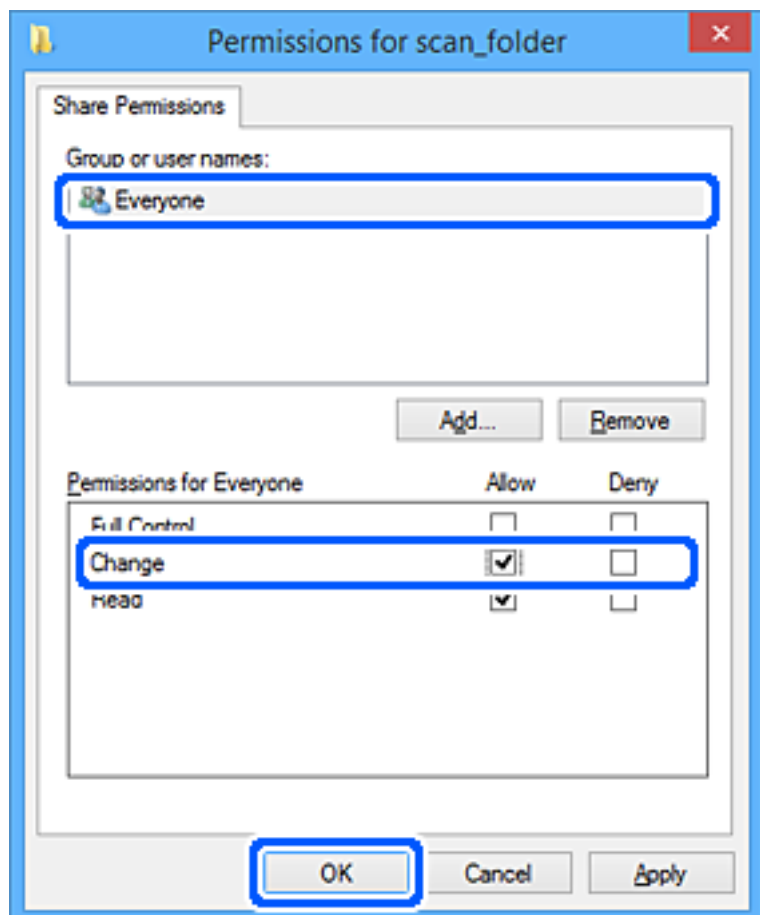 Permissions for scan_folder
Share Permissions
Group or user names:
Everyone
Add... Remove
Permissions for Everyone Allow Deny
Full Control
Change
Read
OK Cancel Apply